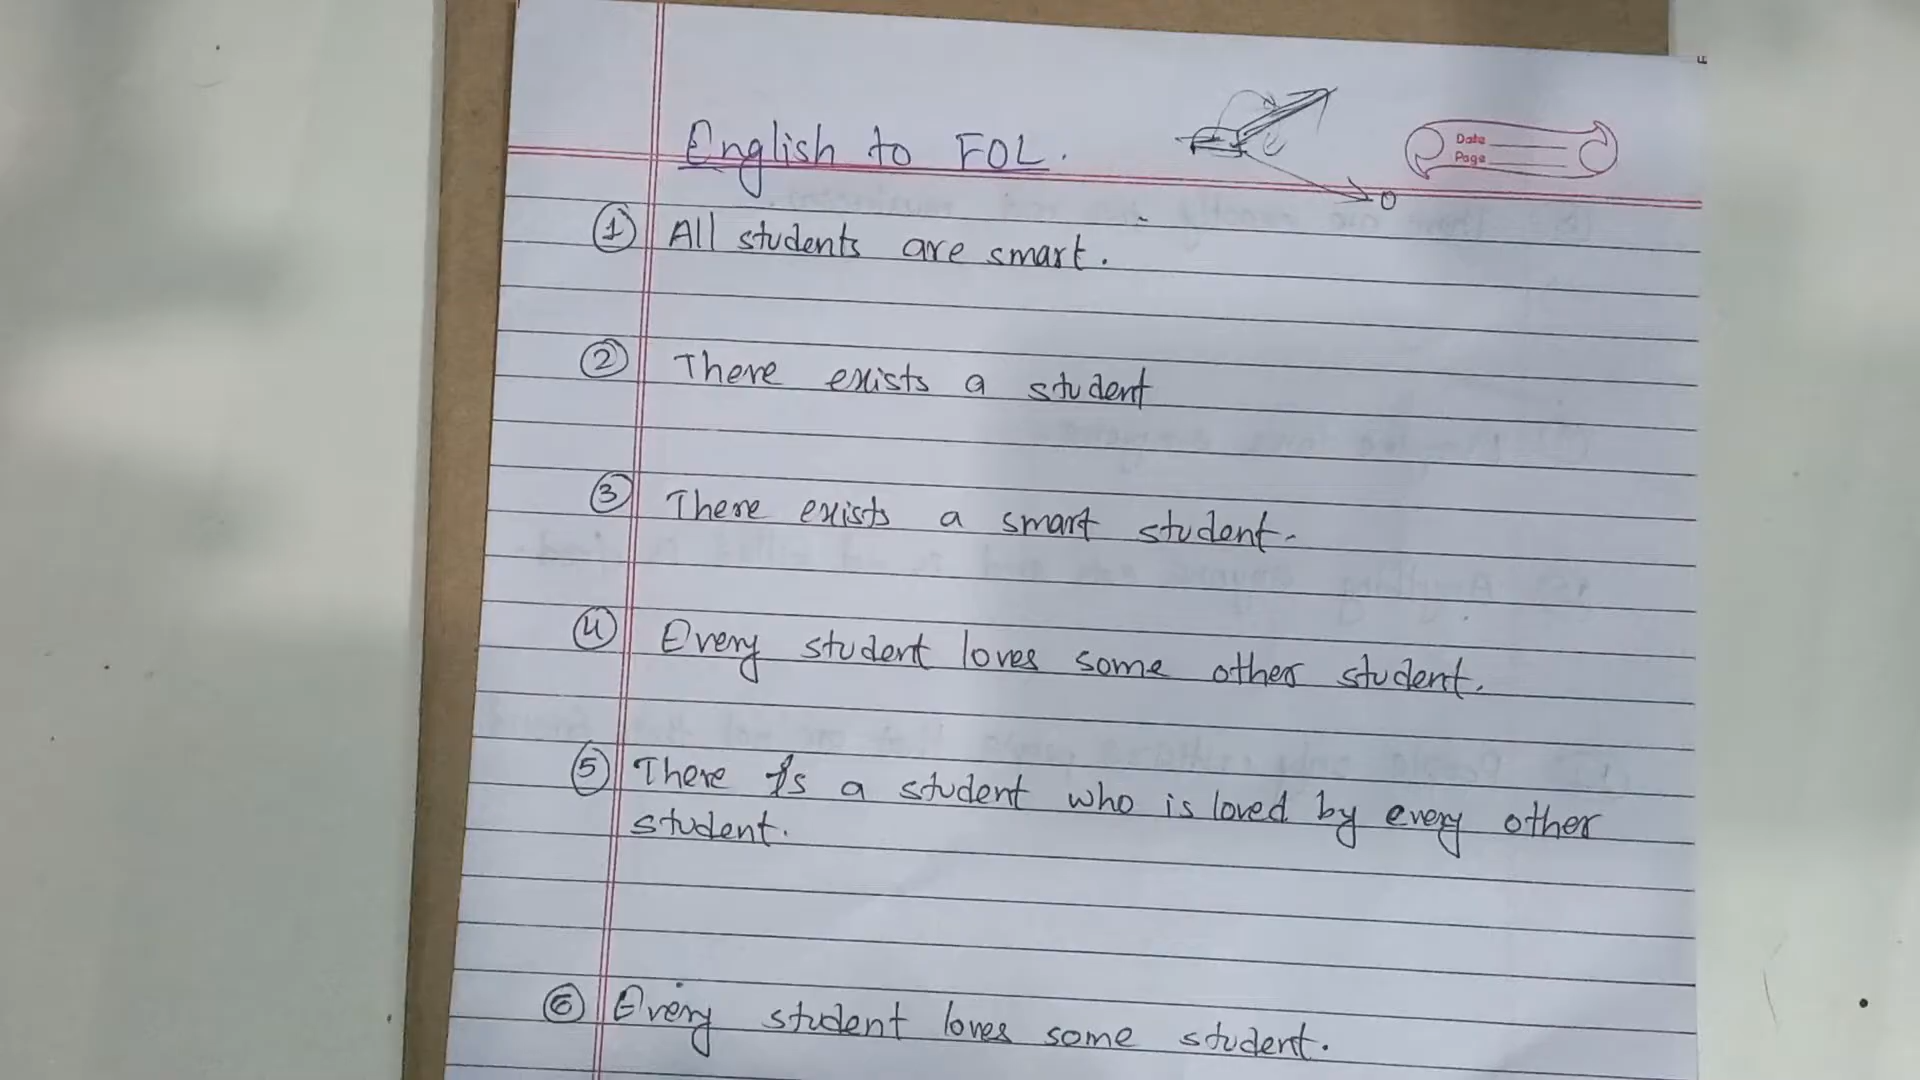 English to FOL.
Date
Page
① All students are smart.
② There exists a student
③ There exists a smart student.
④ Every student loves some other student.
⑤ There is a student who is loved by every other
student.
⑥ Every student loves some student.